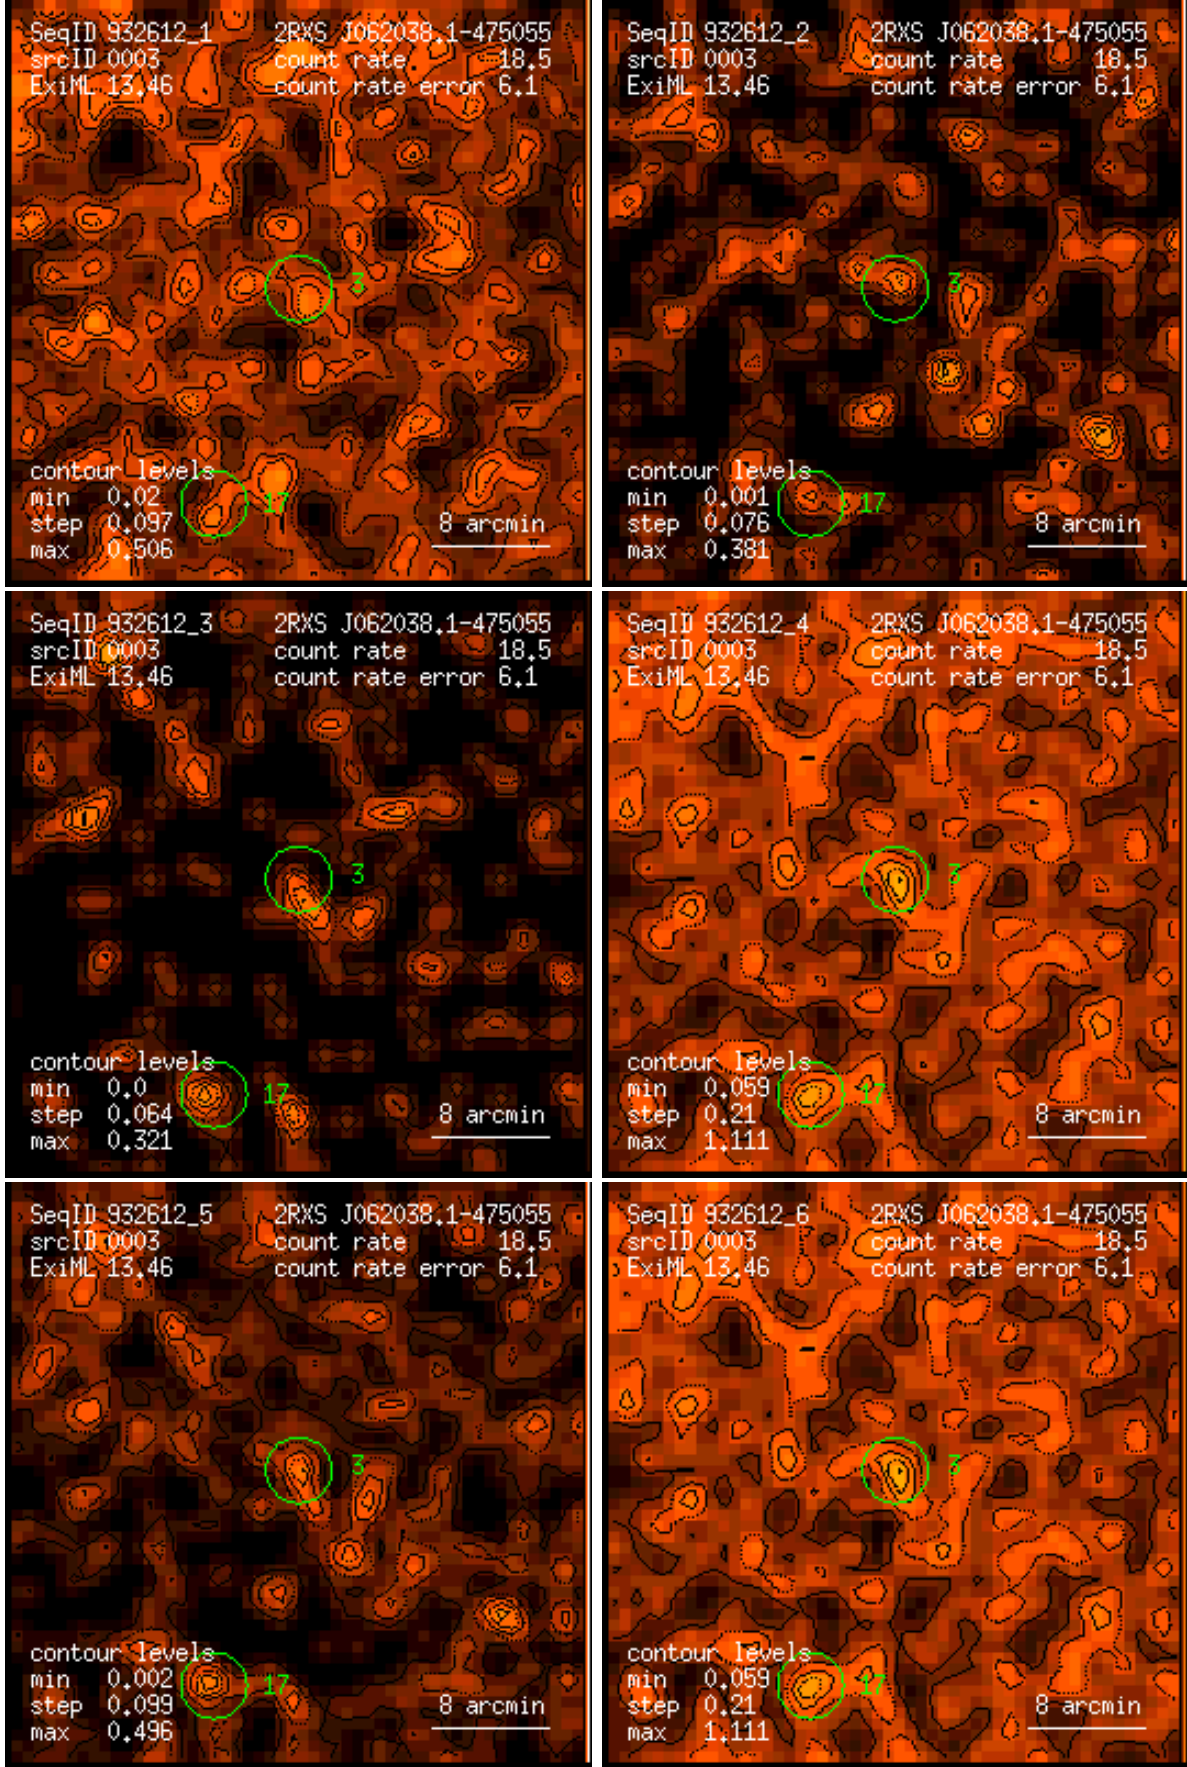 SeqID 932612_1 2RXS J062038.1-475055
srcID 0003 count rate 18.5
ExiML 13.46 count rate error 6.1
3
contour levels
17
min 0.02
step 0.097
max 0.506
8 arcmin
SeqID 932612_2 2RXS J062038.1-475055
srcID 0003 count rate 18.5
ExiML 13.46 count rate error 6.1
3
contour levels
17
min 0.001
step 0.076
max 0.381
8 arcmin
SeqID 932612_3 2RXS J062038.1-475055
srcID 0003 count rate 18.5
ExiML 13.46 count rate error 6.1
3
contour levels
17
min 0.0
step 0.064
max 0.321
8 arcmin
SeqID 932612_4 2RXS J062038.1-475055
srcID 0003 count rate 18.5
ExiML 13.46 count rate error 6.1
3
contour levels
17
min 0.059
step 0.21
max 1.111
8 arcmin
SeqID 932612_5 2RXS J062038.1-475055
srcID 0003 count rate 18.5
ExiML 13.46 count rate error 6.1
3
contour levels
17
min 0.002
step 0.099
max 0.496
8 arcmin
SeqID 932612_6 2RXS J062038.1-475055
srcID 0003 count rate 18.5
ExiML 13.46 count rate error 6.1
3
contour levels
17
min 0.059
step 0.21
max 1.111
8 arcmin